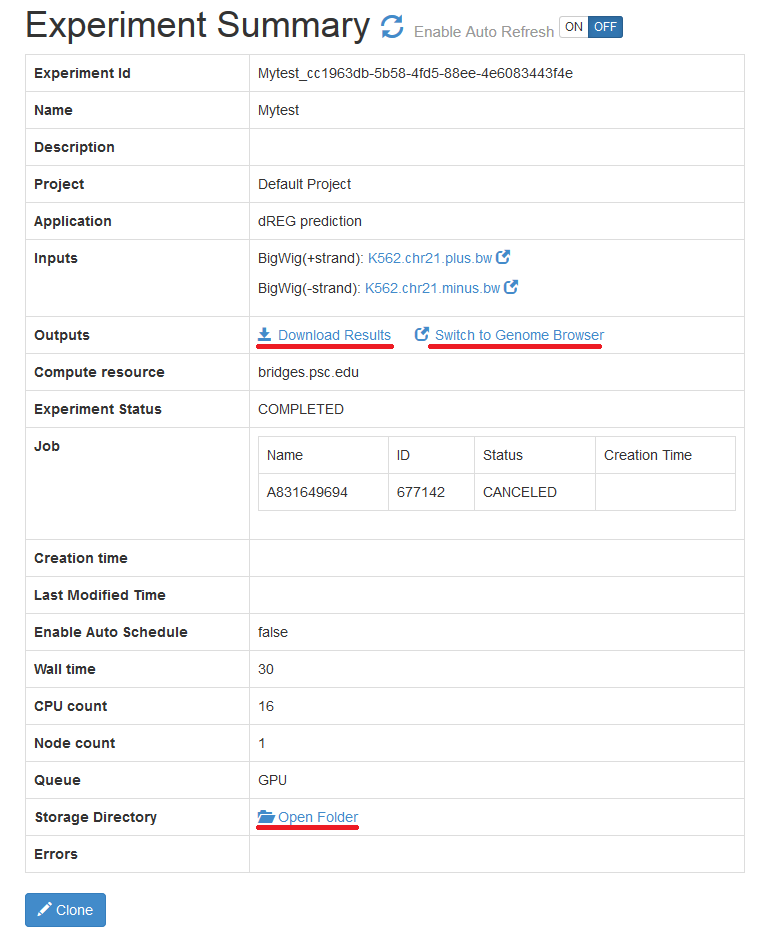 Experiment Summary Enable Auto Refresh ON OFF
Experiment Id Mytest_cc1963db-5b58-4fd5-88ee-4e6083443f4e
Name Mytest
Description
Project Default Project
Application dREG prediction
Inputs BigWig(+strand): K562.chr21.plus.bw
BigWig(-strand): K562.chr21.minus.bw
Outputs Download Results Switch to Genome Browser
Compute resource bridges.psc.edu
Experiment Status COMPLETED
Job
Name ID Status Creation Time
A831649694 677142 CANCELED
Creation time
Last Modified Time
Enable Auto Schedule false
Wall time 30
CPU count 16
Node count 1
Queue GPU
Storage Directory Open Folder
Errors
Clone